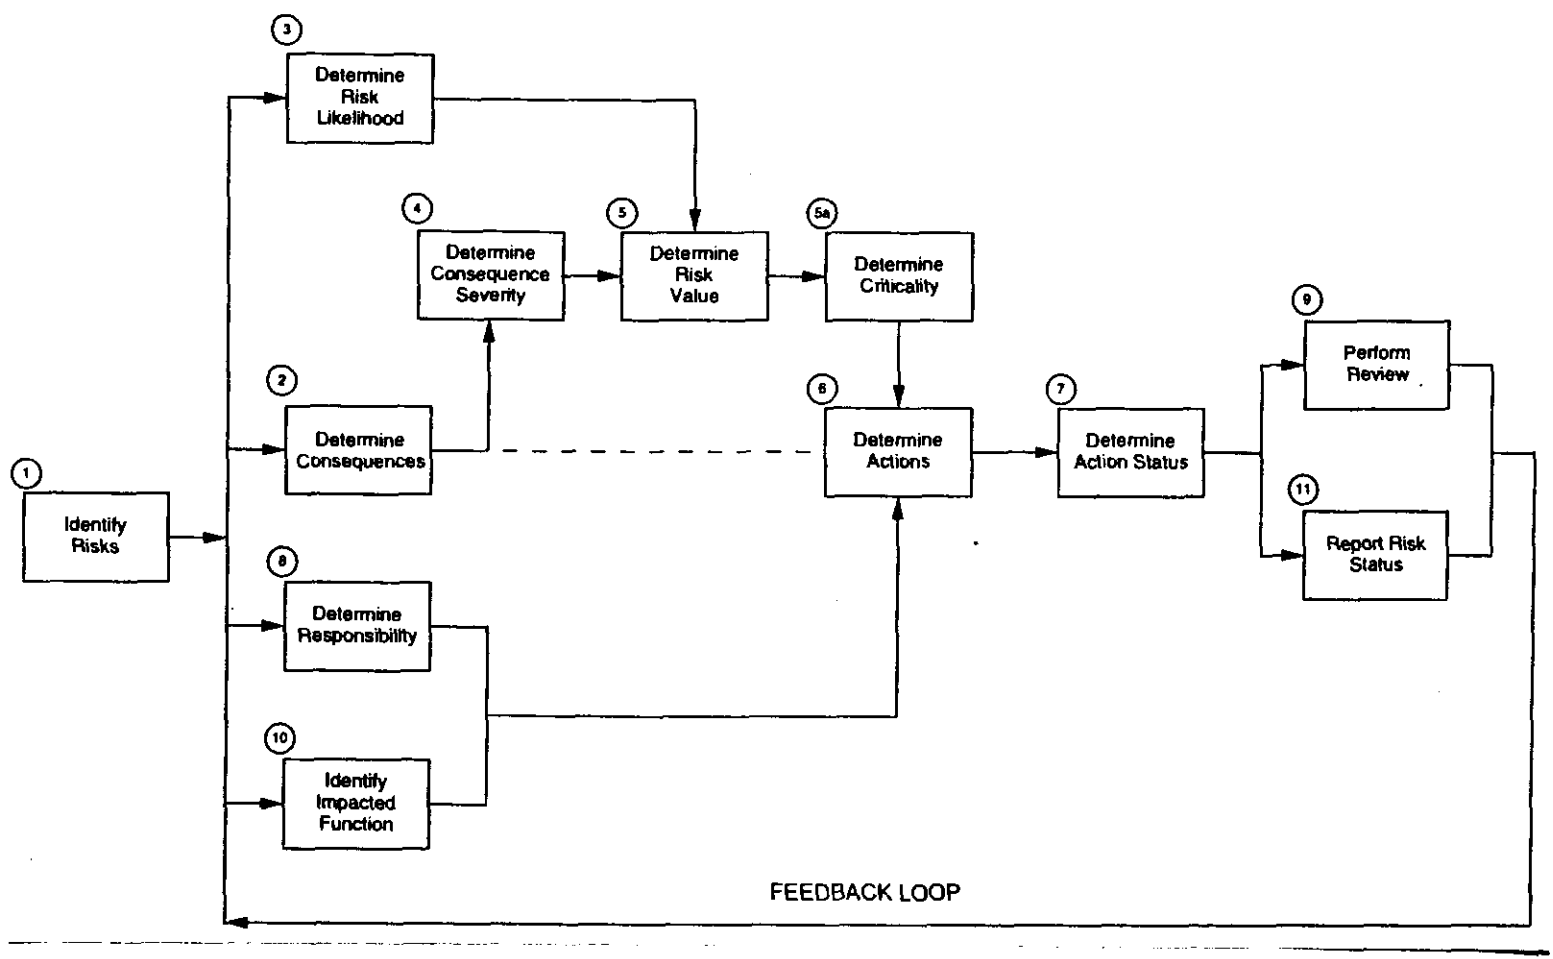 3
Determine
Risk
Likelihood
4
Determine
Consequence
Severity
5
Determine
Risk
Value
5a
Determine
Criticality
9
Perform
Review
2
Determine
Consequences
6
Determine
Actions
7
Determine
Action Status
1
Identify
Risks
11
Report Risk
Status
8
Determine
Responsibility
10
Identify
Impacted
Function
FEEDBACK LOOP